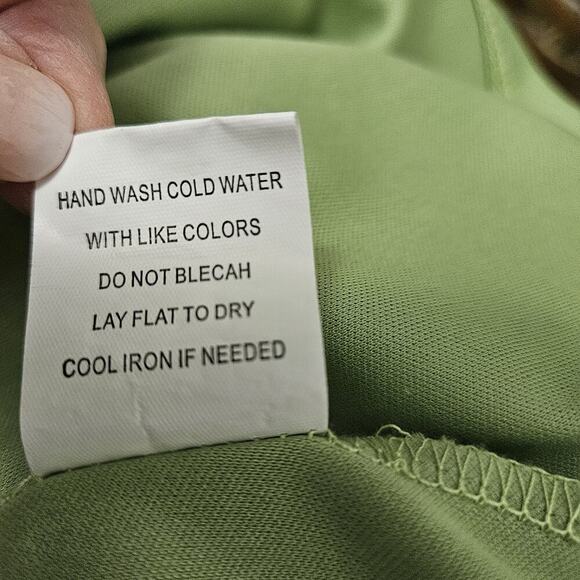 HAND WASH COLD WATER
WITH LIKE COLORS
DO NOT BLECAH
LAY FLAT TO DRY
COOL IRON IF NEEDED